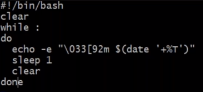 #!/bin/bash
clear
while :
do
  echo -e "\033[92m $(date '+%T')"
  sleep 1
  clear
done